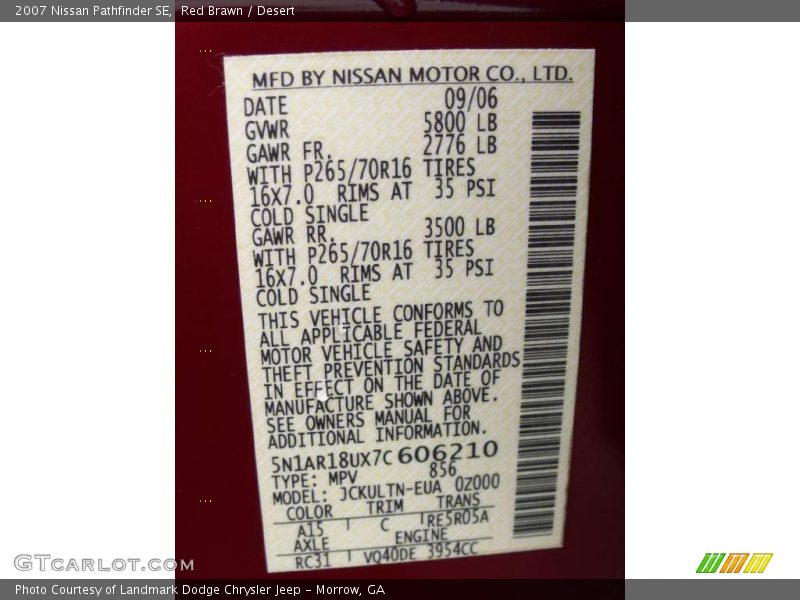 2007 Nissan Pathfinder SE, Red Brawn / Desert
MFD BY NISSAN MOTOR CO., LTD.
DATE 09/06
GVWR 5800 LB
GAWR FR. 2776 LB
WITH P265/70R16 TIRES
16X7.0 RIMS AT 35 PSI
COLD SINGLE
GAWR RR. 3500 LB
WITH P265/70R16 TIRES
16X7.0 RIMS AT 35 PSI
COLD SINGLE
THIS VEHICLE CONFORMS TO
ALL APPLICABLE FEDERAL
MOTOR VEHICLE SAFETY AND
THEFT PREVENTION STANDARDS
IN EFFECT ON THE DATE OF
MANUFACTURE SHOWN ABOVE.
SEE OWNERS MANUAL FOR
ADDITIONAL INFORMATION.
5N1AR18UX7C606210
TYPE: MPV 856
MODEL: JCKULTN-EUA 0Z000
COLOR TRIM TRANS
A15 C RE5R05A
AXLE ENGINE
RC31 VQ40DE 3954CC
GTCarLot.com
Photo Courtesy of Landmark Dodge Chrysler Jeep - Morrow, GA